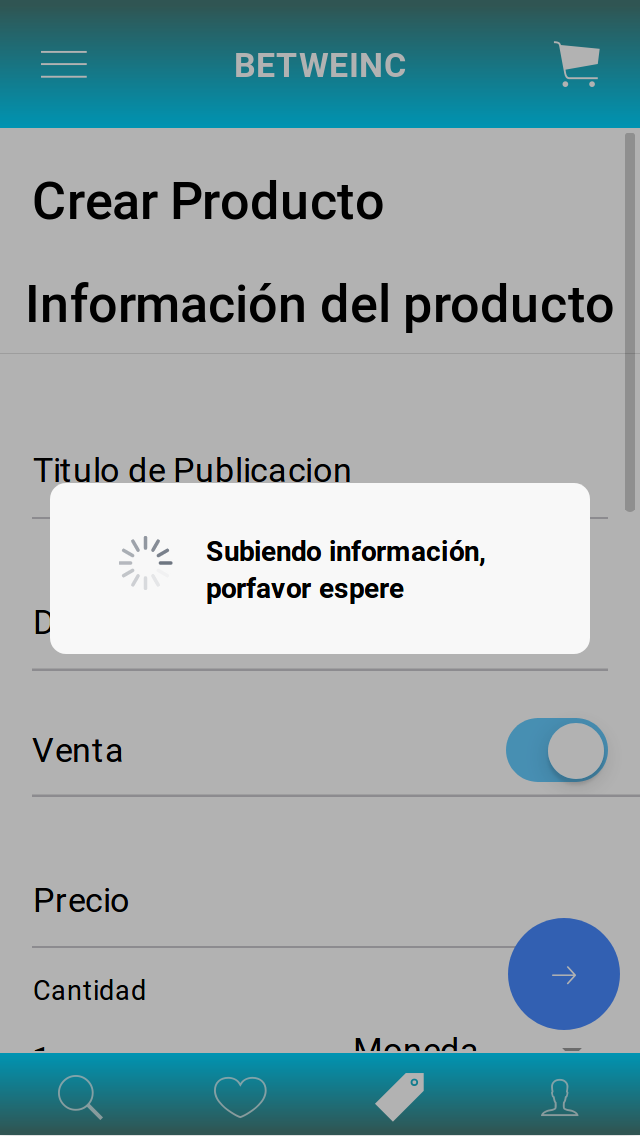 BETWEINC
Crear Producto
Información del producto
Titulo de Publicacion
Subiendo información,
porfavor espere
D
Venta
Precio
Cantidad
1
Moneda